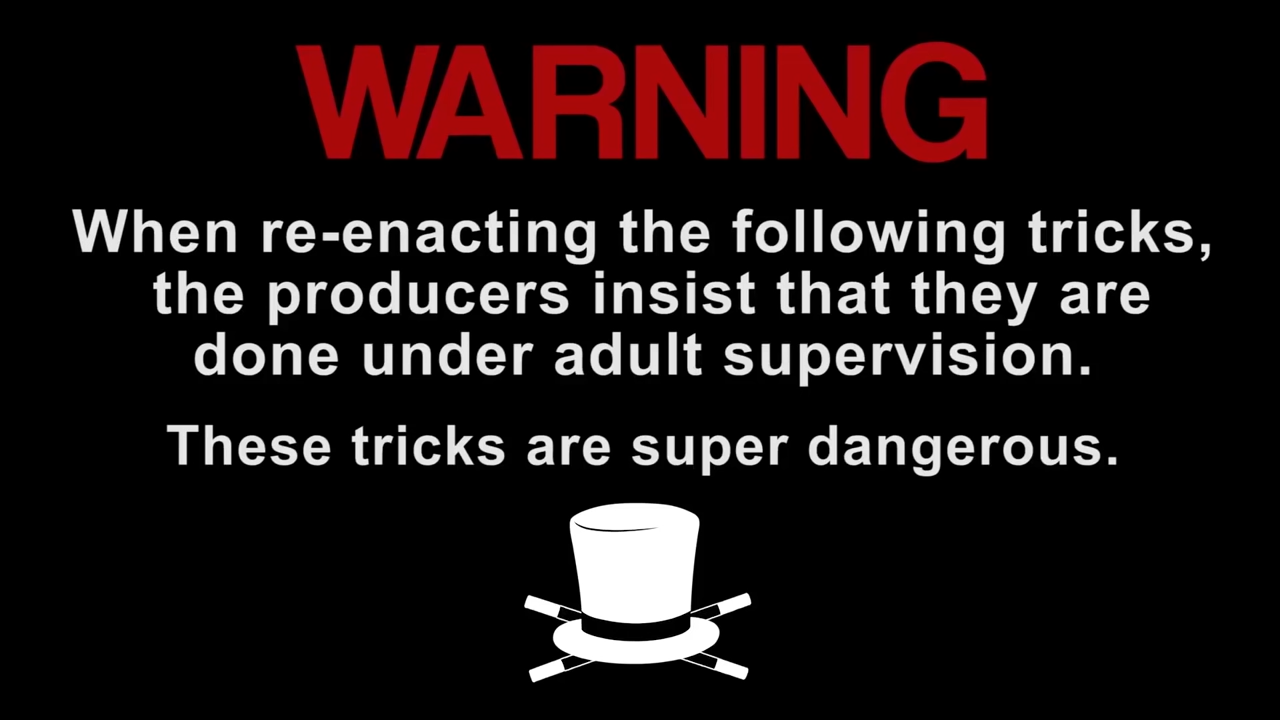 WARNING
When re-enacting the following tricks,
the producers insist that they are
done under adult supervision.
These tricks are super dangerous.